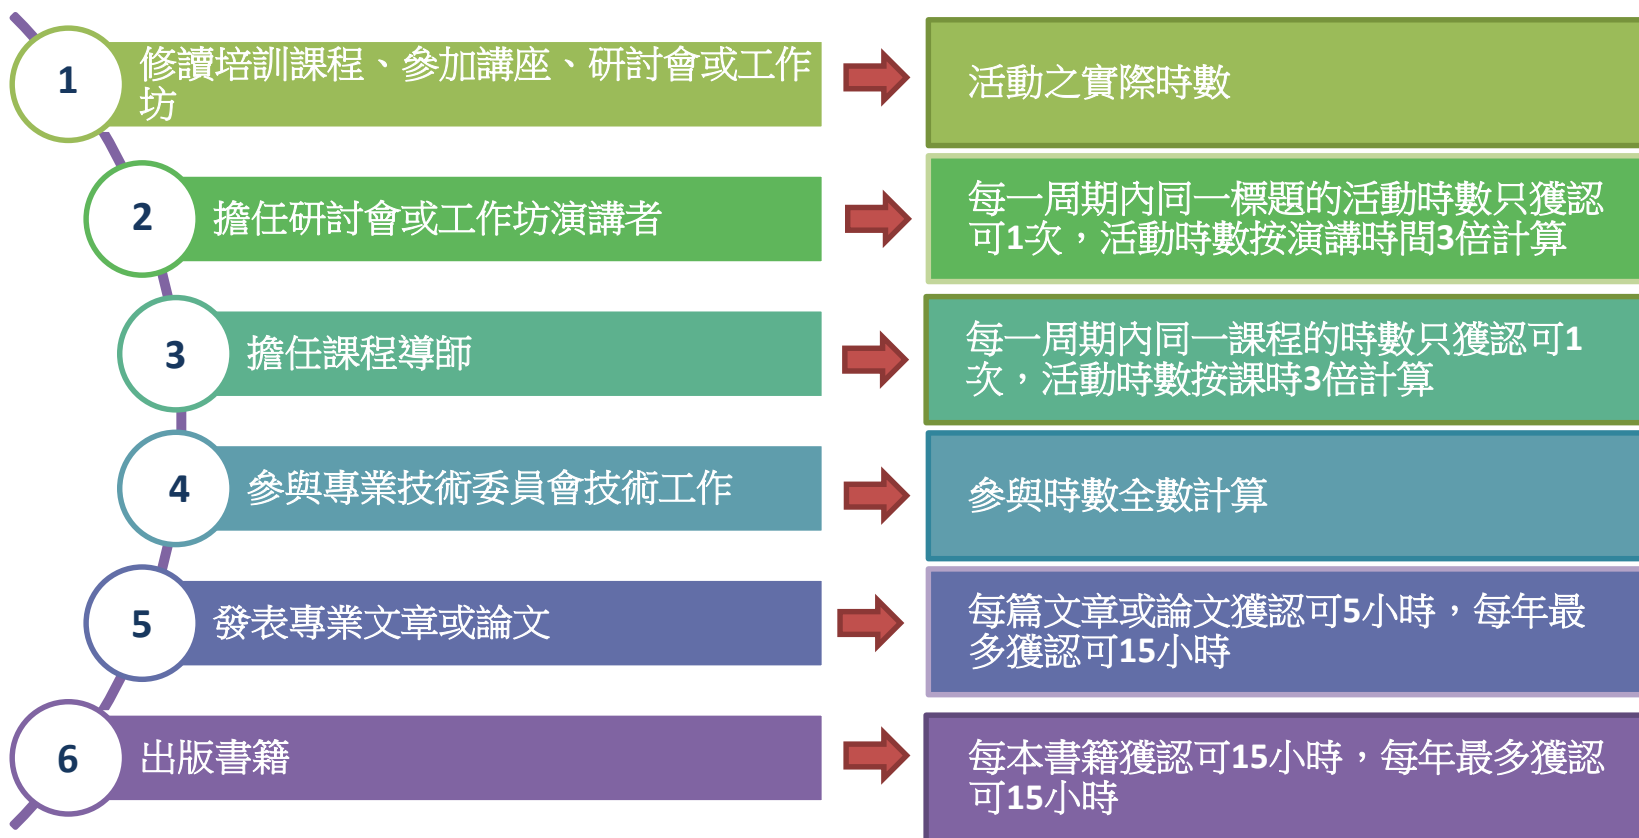 1
修讀培訓課程、參加講座、研討會或工作
坊
活動之實際時數
2
擔任研討會或工作坊演講者
每一周期內同一標題的活動時數只獲認
可1次，活動時數按演講時間3倍計算
3
擔任課程導師
每一周期內同一課程的時數只獲認可1
次，活動時數按課時3倍計算
4
參與專業技術委員會技術工作
參與時數全數計算
5
發表專業文章或論文
每篇文章或論文獲認可5小時，每年最
多獲認可15小時
6
出版書籍
每本書籍獲認可15小時，每年最多獲認
可15小時